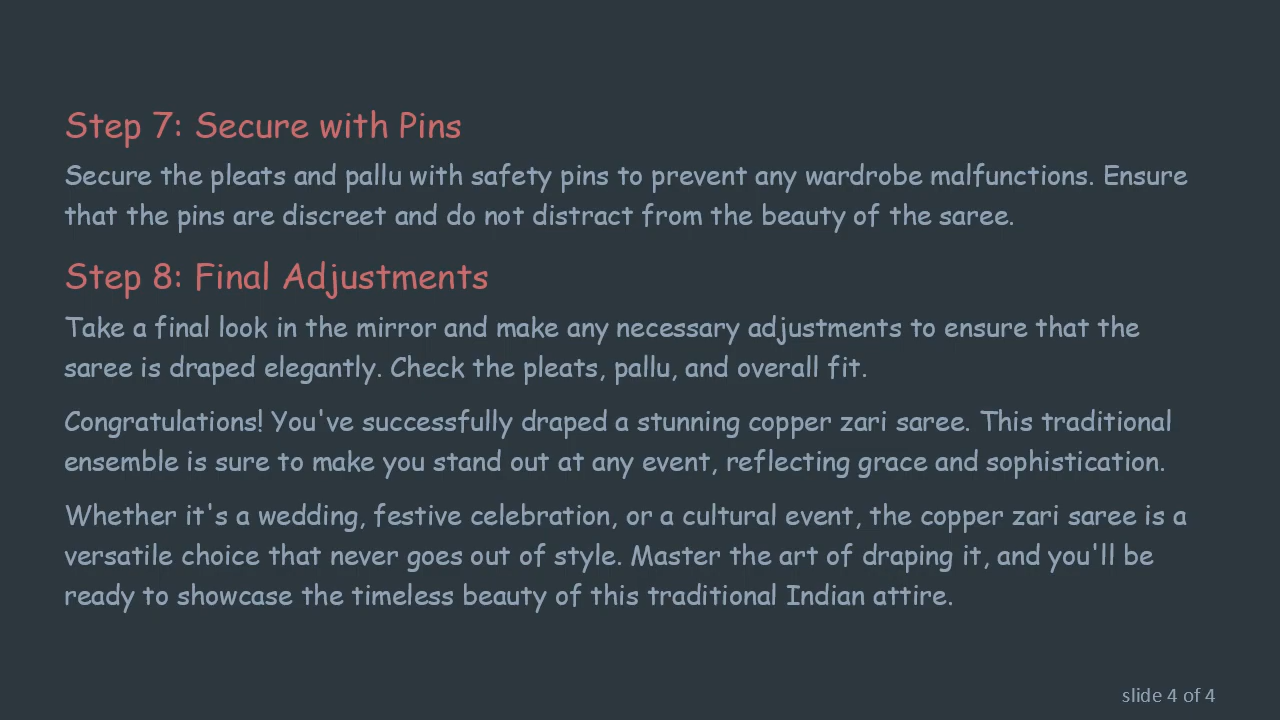 Step 7: Secure with Pins
Secure the pleats and pallu with safety pins to prevent any wardrobe malfunctions. Ensure
that the pins are discreet and do not distract from the beauty of the saree.
Step 8: Final Adjustments
Take a final look in the mirror and make any necessary adjustments to ensure that the
saree is draped elegantly. Check the pleats, pallu, and overall fit.
Congratulations! You've successfully draped a stunning copper zari saree. This traditional
ensemble is sure to make you stand out at any event, reflecting grace and sophistication.
Whether it's a wedding, festive celebration, or a cultural event, the copper zari saree is a
versatile choice that never goes out of style. Master the art of draping it, and you'll be
ready to showcase the timeless beauty of this traditional Indian attire.
slide 4 of 4